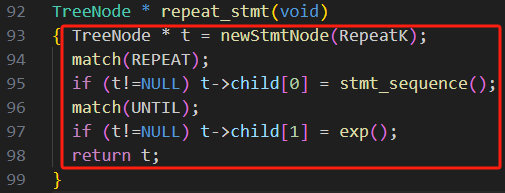 92 TreeNode * repeat_stmt(void)
93 { TreeNode * t = newStmtNode(RepeatK);
94 match(REPEAT);
95 if (t!=NULL) t->child[0] = stmt_sequence();
96 match(UNTIL);
97 if (t!=NULL) t->child[1] = exp();
98 return t;
99 }